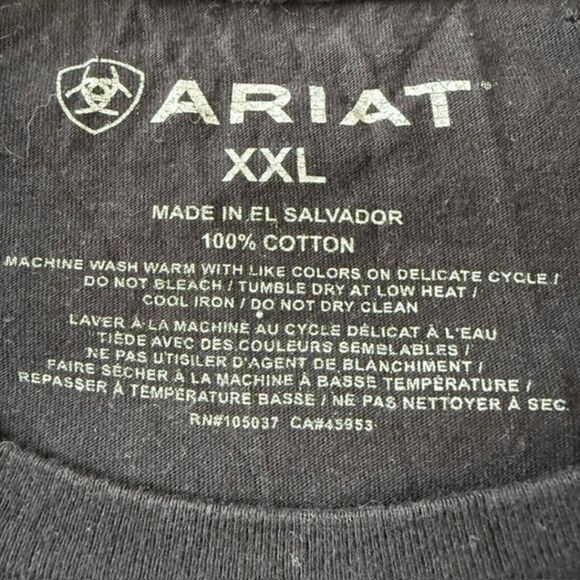 ARIAT
XXL
MADE IN EL SALVADOR
100% COTTON
MACHINE WASH WARM WITH LIKE COLORS ON DELICATE CYCLE /
DO NOT BLEACH / TUMBLE DRY AT LOW HEAT /
COOL IRON / DO NOT DRY CLEAN
LAVER À LA MACHINE AU CYCLE DÉLICAT À L'EAU
TIÈDE AVEC DES COULEURS SEMBLABLES /
NE PAS UTISILER D'AGENT DE BLANCHIMENT /
FAIRE SÉCHER À LA MACHINE À BASSE TEMPÉRATURE /
REPASSER À TEMPÉRATURE BASSE / NE PAS NETTOYER À SEC
RN#105037 CA#45953